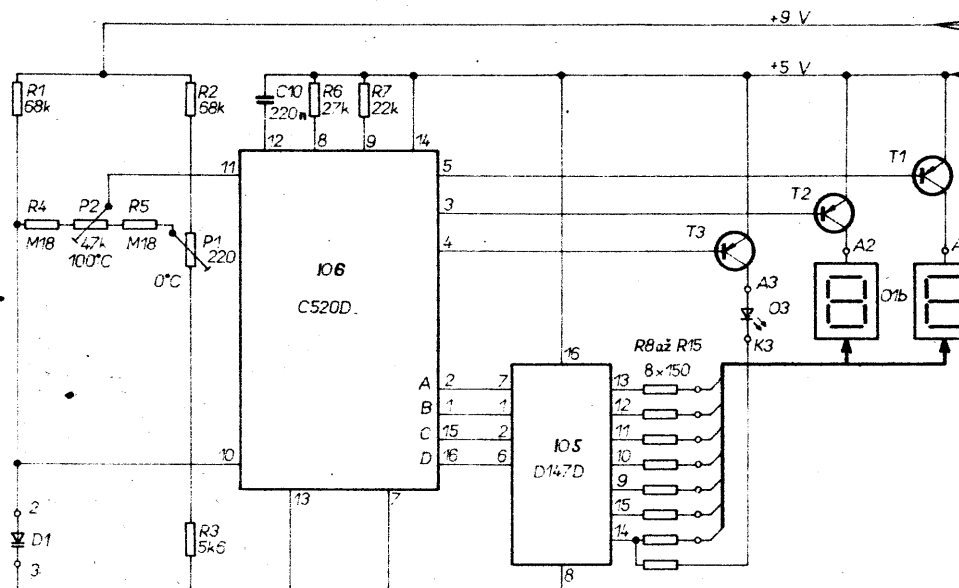 +9 V
+5 V
R1
68k
R2
68k
C10
220n
R6
27k
R7
22k
12
8
9
14
11
5
T1
R4
P2
R5
3
T2
M18
47k
M18
P1
220
4
T3
A2
100°C
0°C
IO6
C520D
A3
O3
O1b
A
K3
16
R8 až R15
8×150
A
2
7
13
B
1
1
12
C
15
2
11
IO5
D
16
6
10
D147D
10
9
13
7
15
2
D1
3
R3
5k6
14
8